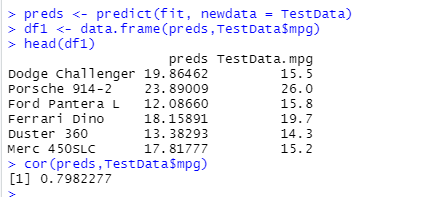 > preds <- predict(fit, newdata = TestData)
> df1 <- data.frame(preds,TestData$mpg)
> head(df1)
                     preds TestData.mpg
Dodge Challenger 19.86462         15.5
Porsche 914-2    23.89009         26.0
Ford Pantera L   12.08660         15.8
Ferrari Dino     18.15891         19.7
Duster 360       13.38293         14.3
Merc 450SLC      17.81777         15.2
> cor(preds,TestData$mpg)
[1] 0.7982277
>